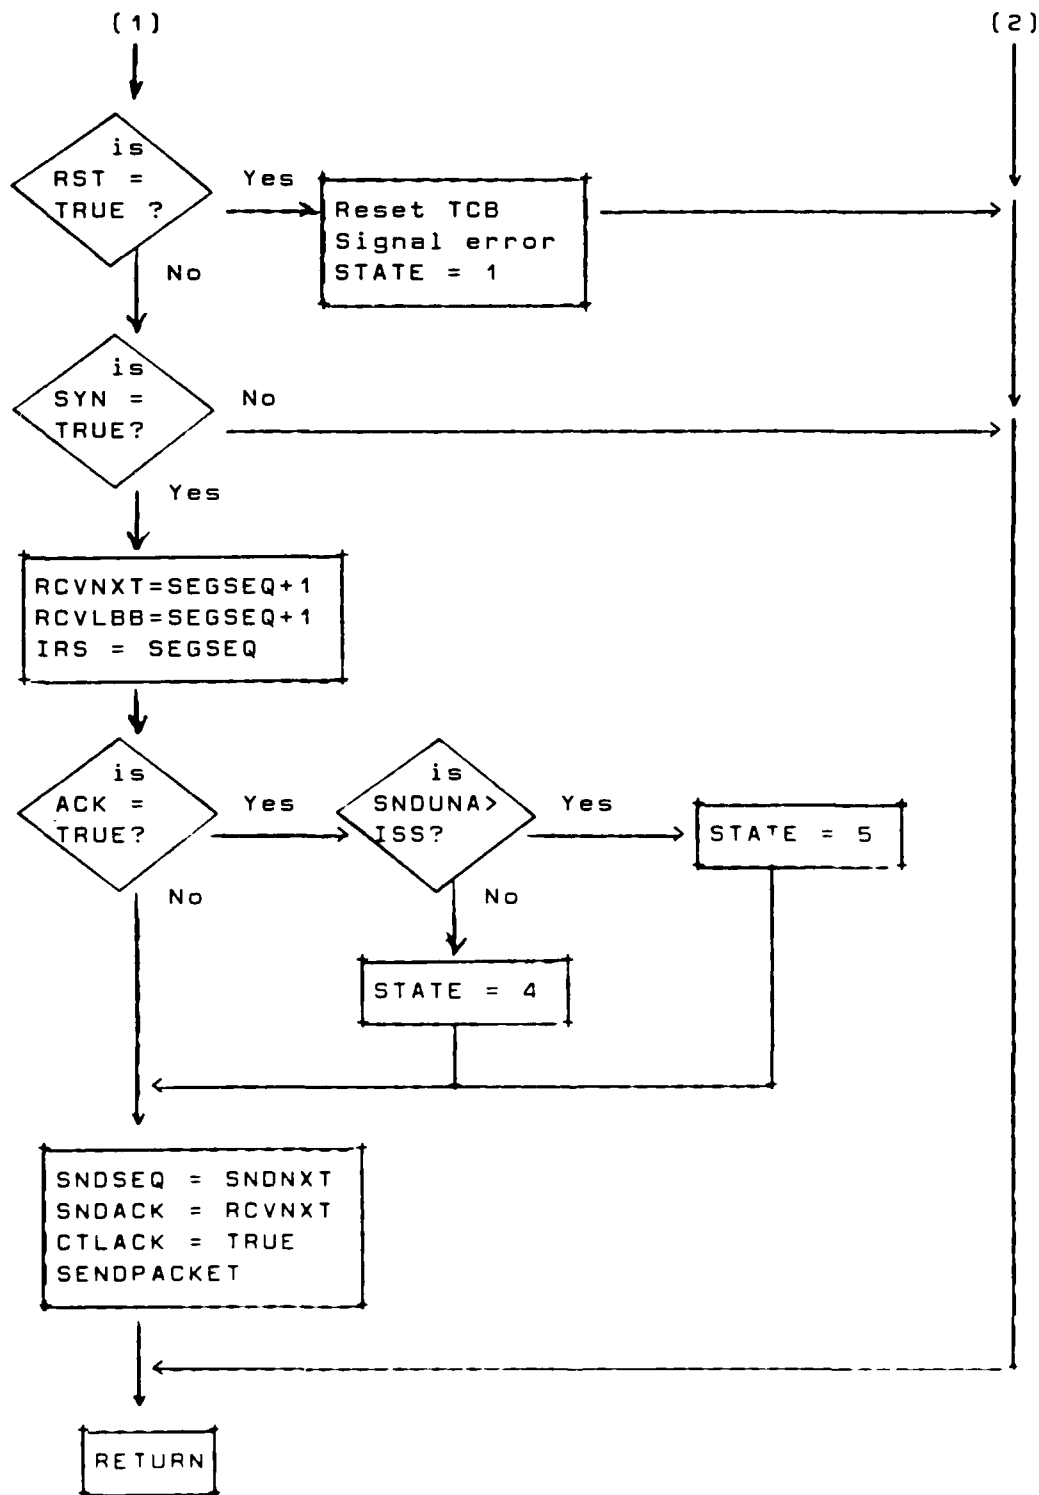 (1)
(2)
is
RST =
TRUE ?
Yes
Reset TCB
Signal error
STATE = 1
No
is
SYN =
TRUE?
No
Yes
RCVNXT=SEGSEQ+1
RCVLBB=SEGSEQ+1
IRS = SEGSEQ
is
ACK =
TRUE?
Yes
is
SNDUNA>
ISS?
Yes
STATE = 5
No
No
STATE = 4
SNDSEQ = SNDNXT
SNDACK = RCVNXT
CTLACK = TRUE
SENDPACKET
RETURN